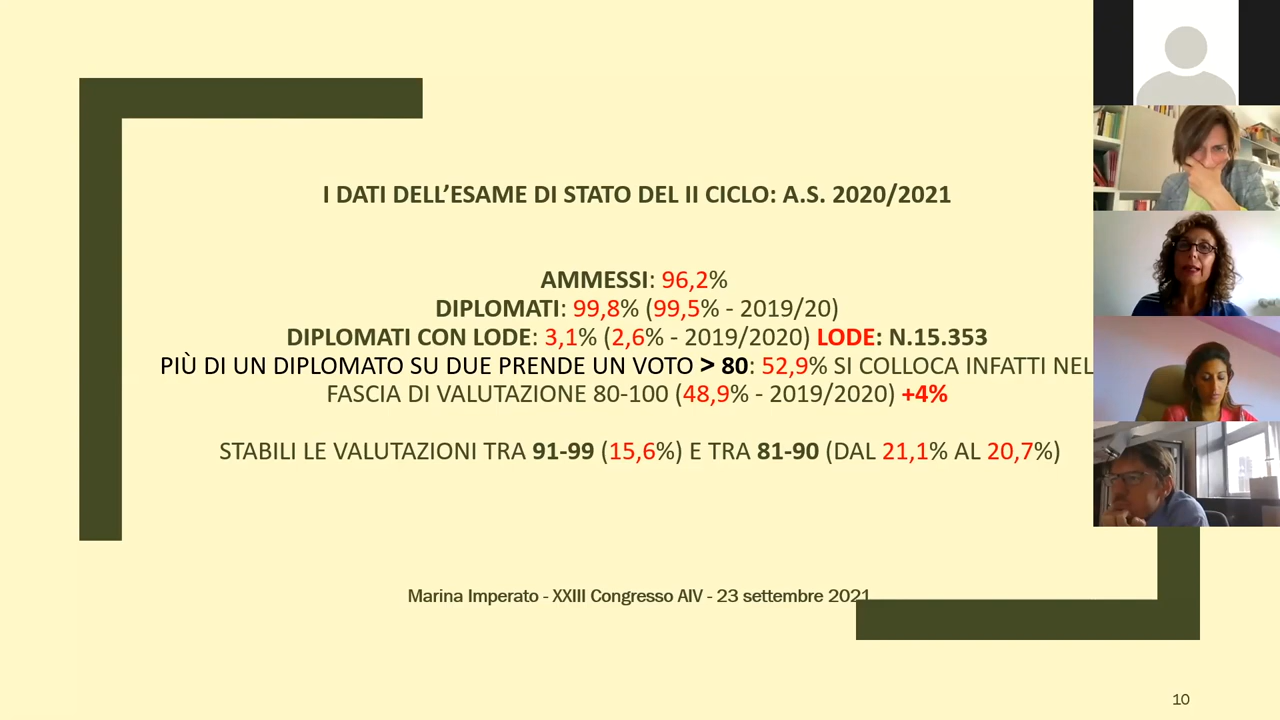 I DATI DELL’ESAME DI STATO DEL II CICLO: A.S. 2020/2021
AMMESSI: 96,2%
DIPLOMATI: 99,8% (99,5% - 2019/20)
DIPLOMATI CON LODE: 3,1% (2,6% - 2019/2020) LODE: N.15.353
PIÙ DI UN DIPLOMATO SU DUE PRENDE UN VOTO > 80: 52,9% SI COLLOCA INFATTI NEL
FASCIA DI VALUTAZIONE 80-100 (48,9% - 2019/2020) +4%
STABILI LE VALUTAZIONI TRA 91-99 (15,6%) E TRA 81-90 (DAL 21,1% AL 20,7%)
Marina Imperato - XXIII Congresso AIV - 23 settembre 2021
10